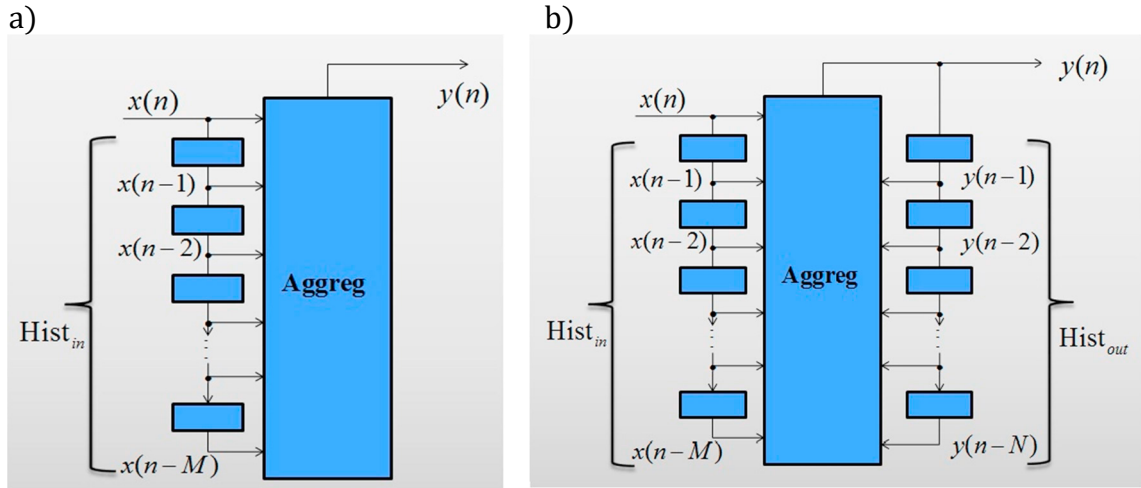 a)
y(n)
x(n)
x(n−1)
x(n−2)
Aggreg
Hist_in
x(n−M)
b)
y(n)
x(n)
x(n−1)
y(n−1)
x(n−2)
y(n−2)
Aggreg
Hist_in
Hist_out
x(n−M)
y(n−N)